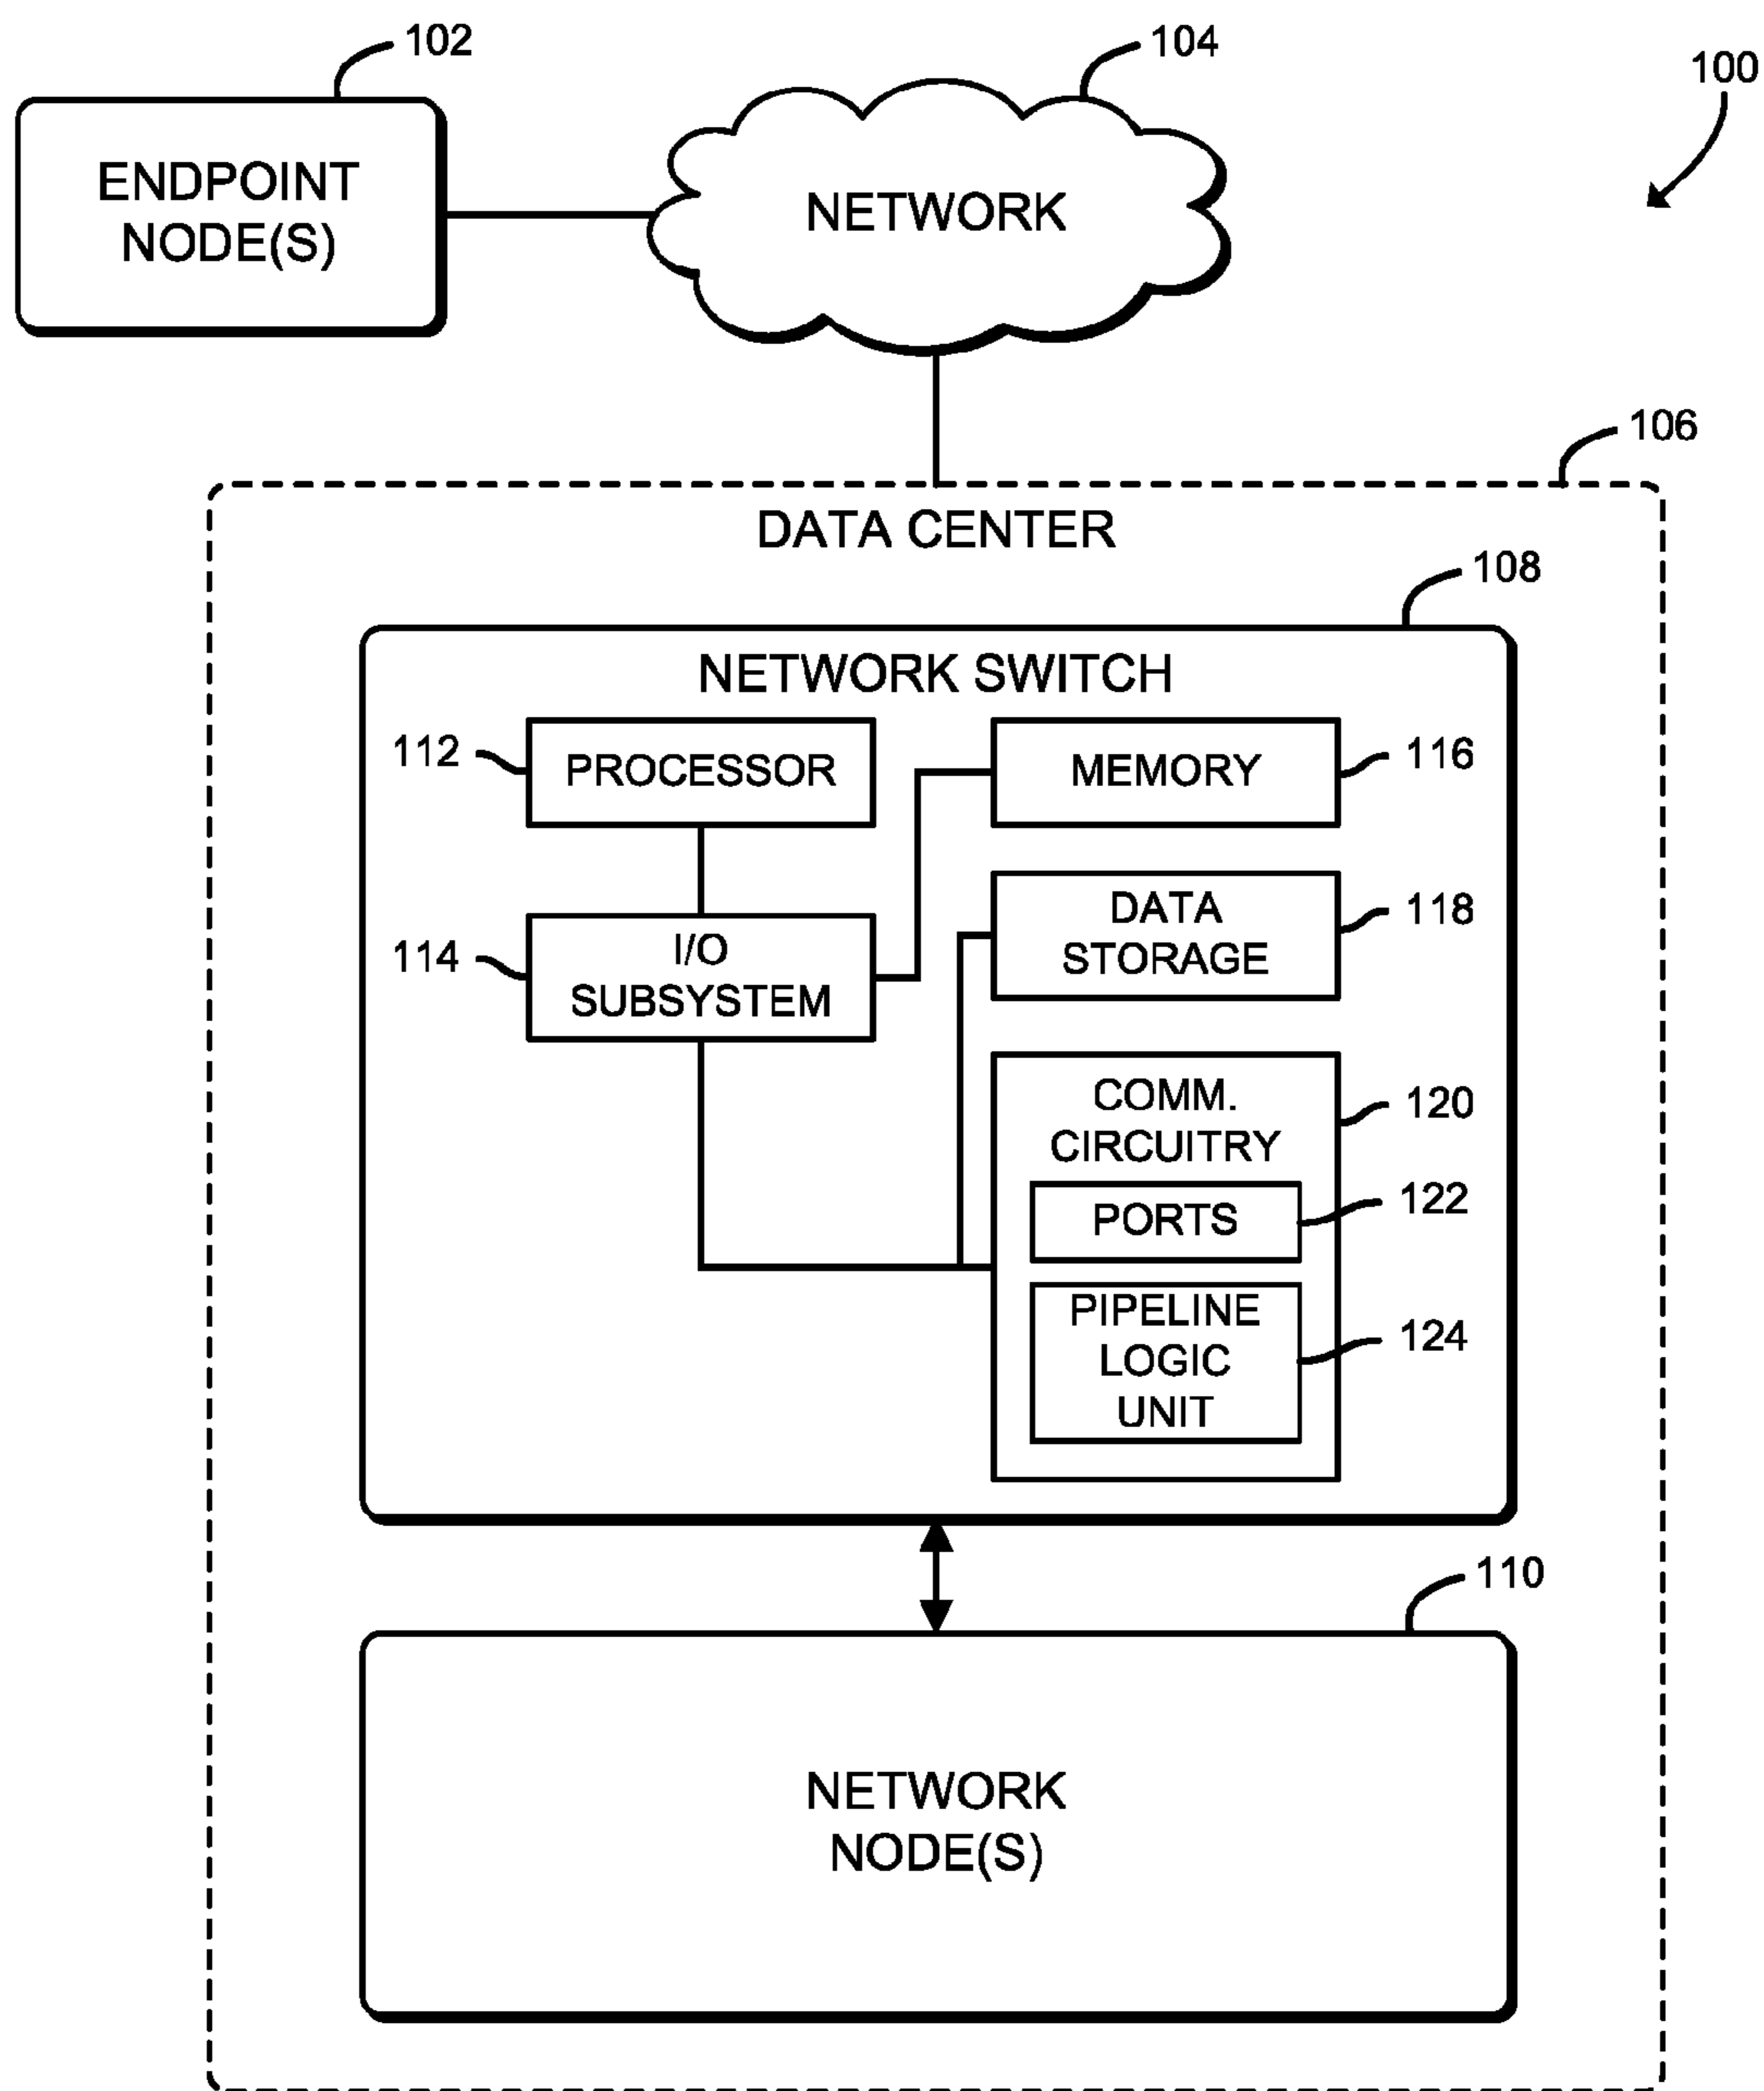 102
104
100
ENDPOINT
NODE(S)
NETWORK
106
DATA CENTER
108
NETWORK SWITCH
112
PROCESSOR
MEMORY
116
114
I/O
SUBSYSTEM
DATA
STORAGE
118
COMM.
CIRCUITRY
120
PORTS
122
PIPELINE
LOGIC
UNIT
124
110
NETWORK
NODE(S)